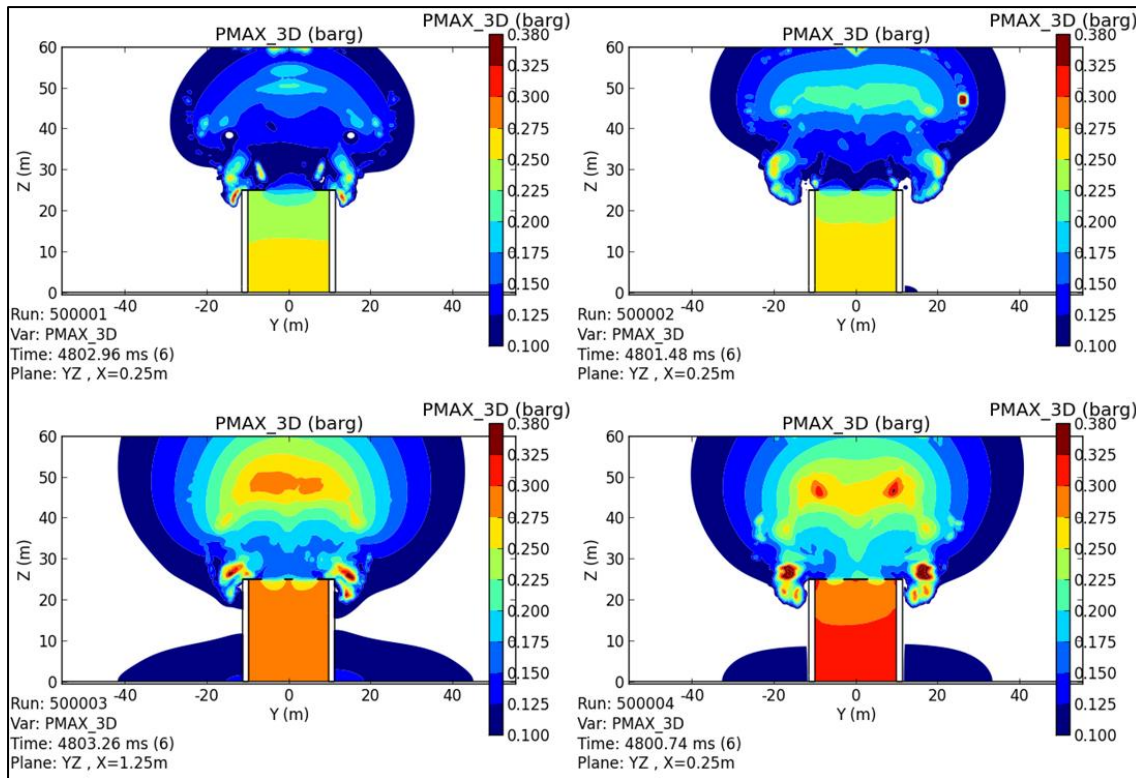 PMAX_3D (barg)
PMAX_3D (barg)
60
50
40
30
20
10
0
Z (m)
-40
-20
0
20
40
Y (m)
0.380
0.300
0.275
0.250
0.225
0.200
0.175
0.150
0.125
0.100
Run: 500001
Var: PMAX_3D
Time: 4802.96 ms (6)
Plane: YZ , X=0.25m
PMAX_3D (barg)
PMAX_3D (barg)
60
50
40
30
20
10
0
Z (m)
-40
-20
0
20
40
Y (m)
0.380
0.300
0.275
0.250
0.225
0.200
0.175
0.150
0.125
0.100
Run: 500002
Var: PMAX_3D
Time: 4801.48 ms (6)
Plane: YZ , X=0.25m
PMAX_3D (barg)
PMAX_3D (barg)
60
50
40
30
20
10
0
Z (m)
-40
-20
0
20
40
Y (m)
0.380
0.300
0.275
0.250
0.225
0.200
0.175
0.150
0.125
0.100
Run: 500003
Var: PMAX_3D
Time: 4803.26 ms (6)
Plane: YZ , X=1.25m
PMAX_3D (barg)
PMAX_3D (barg)
60
50
40
30
20
10
0
Z (m)
-40
-20
0
20
40
Y (m)
0.380
0.300
0.275
0.250
0.225
0.200
0.175
0.150
0.125
0.100
Run: 500004
Var: PMAX_3D
Time: 4800.74 ms (6)
Plane: YZ , X=0.25m